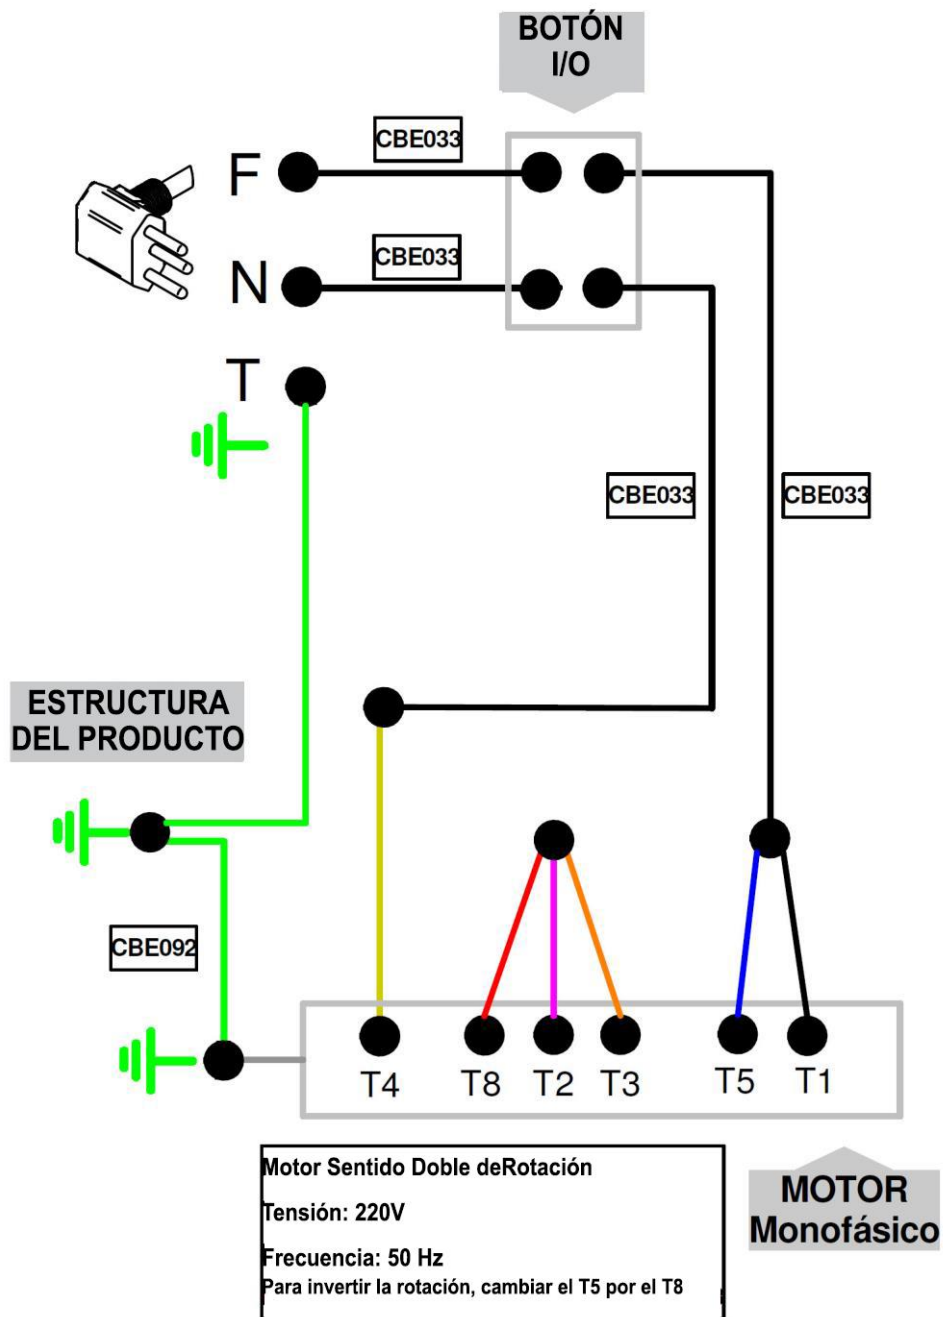 BOTÓN
I/O
CBE033
F
CBE033
N
T
CBE033
CBE033
ESTRUCTURA
DEL PRODUCTO
CBE092
T4
T8
T2
T3
T5
T1
Motor Sentido Doble deRotación
Tensión: 220V
Frecuencia: 50 Hz
Para invertir la rotación, cambiar el T5 por el T8
MOTOR
Monofásico